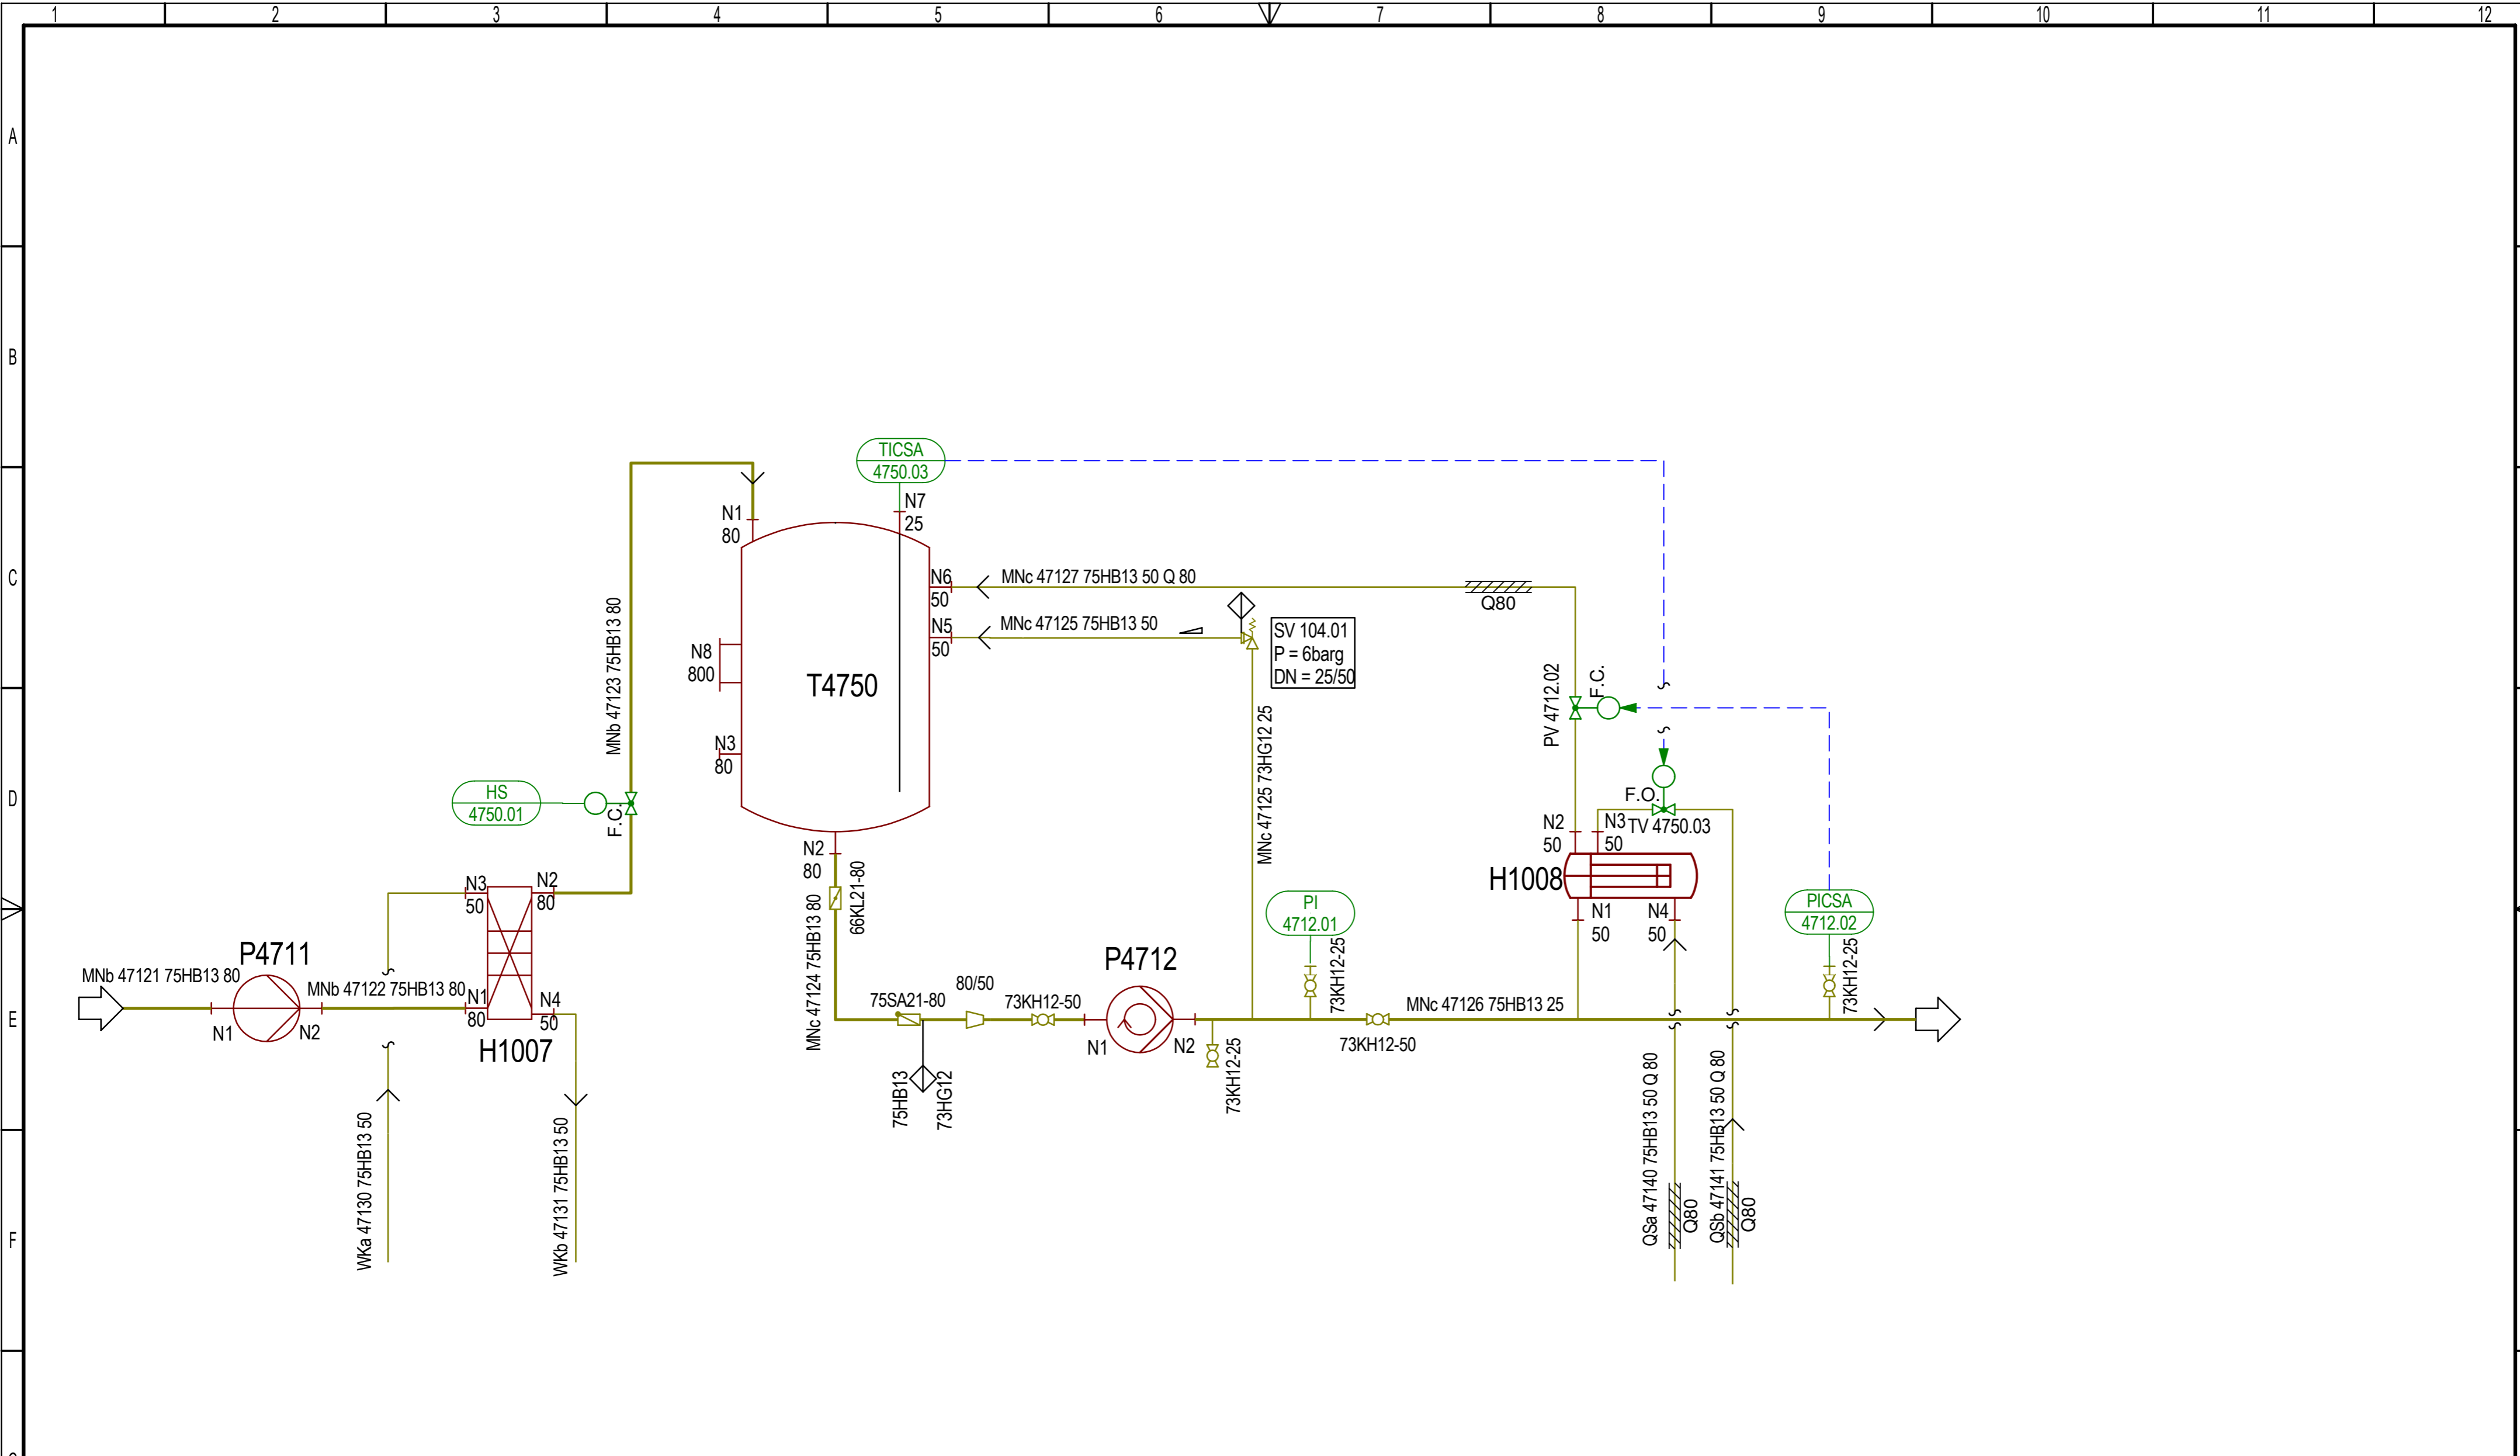 1 2 3 4 5 6 7 8 9 10 11 12
A
B
C
D
E
F
TICSA
4750.03
N7
25
N1
80
N6
50
MNc 47127 75HB13 50 Q 80
Q80
N5
50
MNc 47125 75HB13 50
SV 104.01
P = 6barg
DN = 25/50
N8
800
T4750
N3
80
MNb 47123 75HB13 80
HS
4750.01
F.C.
MNc 47125 73HG12 25
PV 4712.02
F.C.
F.O.
TV 4750.03
N2
50
N3
50
H1008
N1
50
N4
50
PICSA
4712.02
73KH12-25
PI
4712.01
73KH12-25
N2
80
66KL21-80
MNc 47124 75HB13 80
N3
50
N2
80
P4711
MNb 47121 75HB13 80
N1
N2
MNb 47122 75HB13 80
N1
80
N4
50
H1007
75SA21-80
80/50
73KH12-50
P4712
N1
N2
73KH12-25
MNc 47126 75HB13 25
73KH12-50
75HB13
73HG12
WKa 47130 75HB13 50
WKb 47131 75HB13 50
QSa 47140 75HB13 50 Q 80
Q80
QSb 47141 75HB13 50 Q 80
Q80